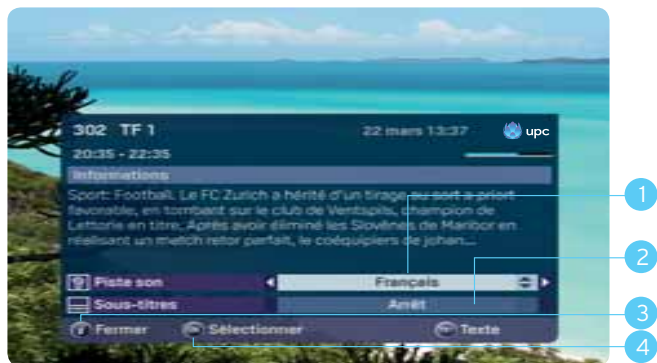 302 TF 1 22 mars 13:37 upc
20:35 - 22:35
Informations
Sport: Football. Le FC Zurich a hérité d'un tirage au sort a priori
favorable, en tombant sur le club de Ventspils, champion de
Lettonie en titre. Après avoir éliminé les Slovènes de Maribor en
réalisant un match retor parfait, le coéquipiers de johan...
Piste son Français
Sous-titres Arrêt
Fermer OK Sélectionner Texte
1
2
3
4